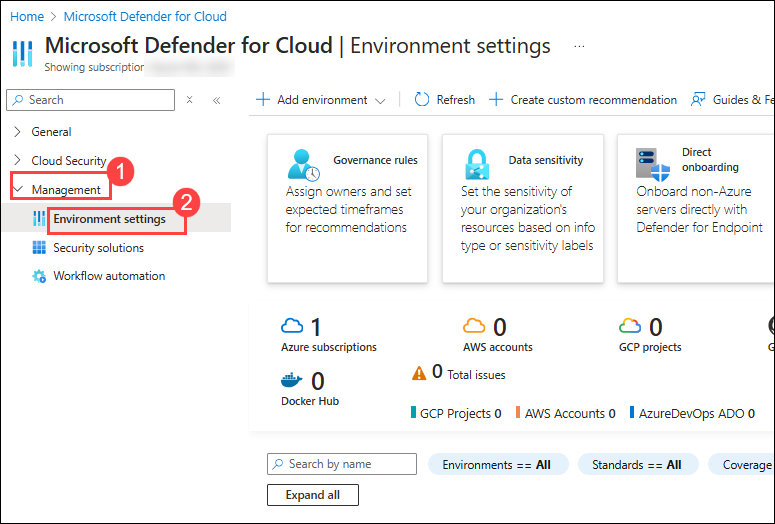 Home > Microsoft Defender for Cloud
Microsoft Defender for Cloud | Environment settings ...
Showing subscription
Search
Add environment
Refresh
Create custom recommendation
Guides & Fe
General
Cloud Security
1
Management
2
Environment settings
Security solutions
Workflow automation
Governance rules
Assign owners and set
expected timeframes
for recommendations
Data sensitivity
Set the sensitivity of
your organization's
resources based on info
type or sensitivity labels
Direct
onboarding
Onboard non-Azure
servers directly with
Defender for Endpoint
1
Azure subscriptions
0
AWS accounts
0
GCP projects
0
Docker Hub
0 Total issues
GCP Projects 0
AWS Accounts 0
AzureDevOps ADO 0
Search by name
Environments == All
Standards == All
Coverage
Expand all